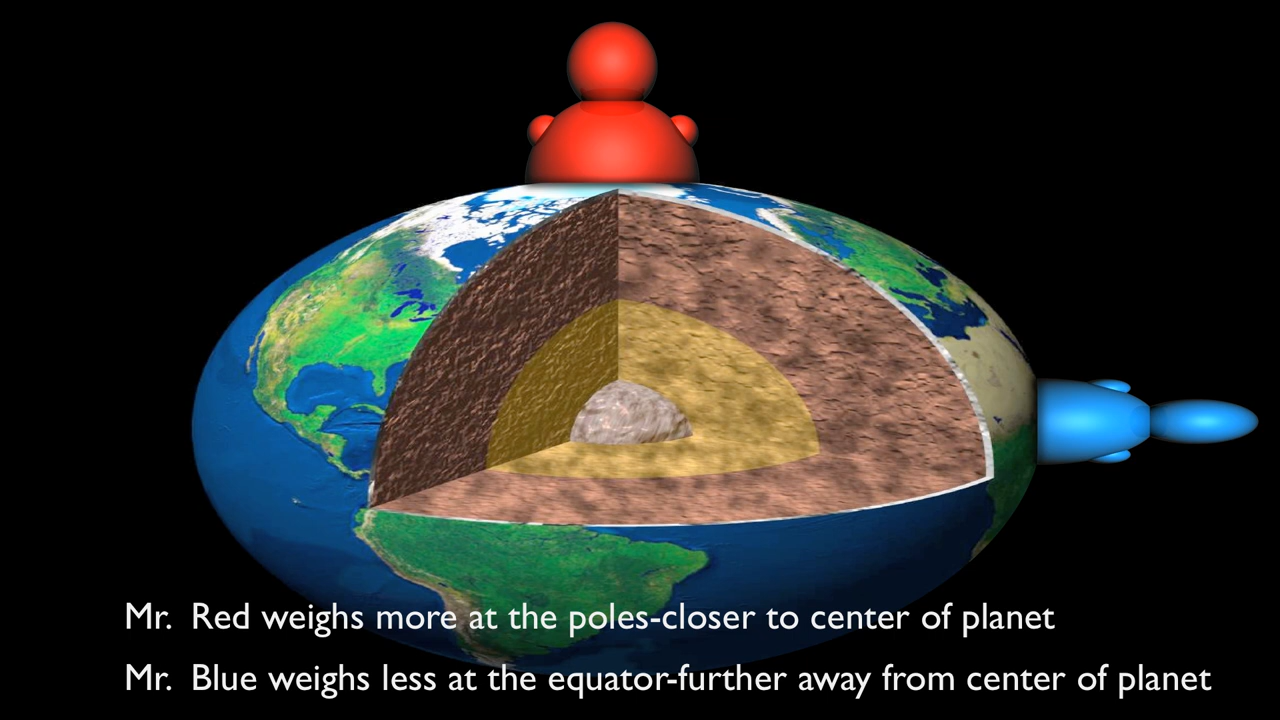 Mr. Red weighs more at the poles-closer to center of planet
Mr. Blue weighs less at the equator-further away from center of planet